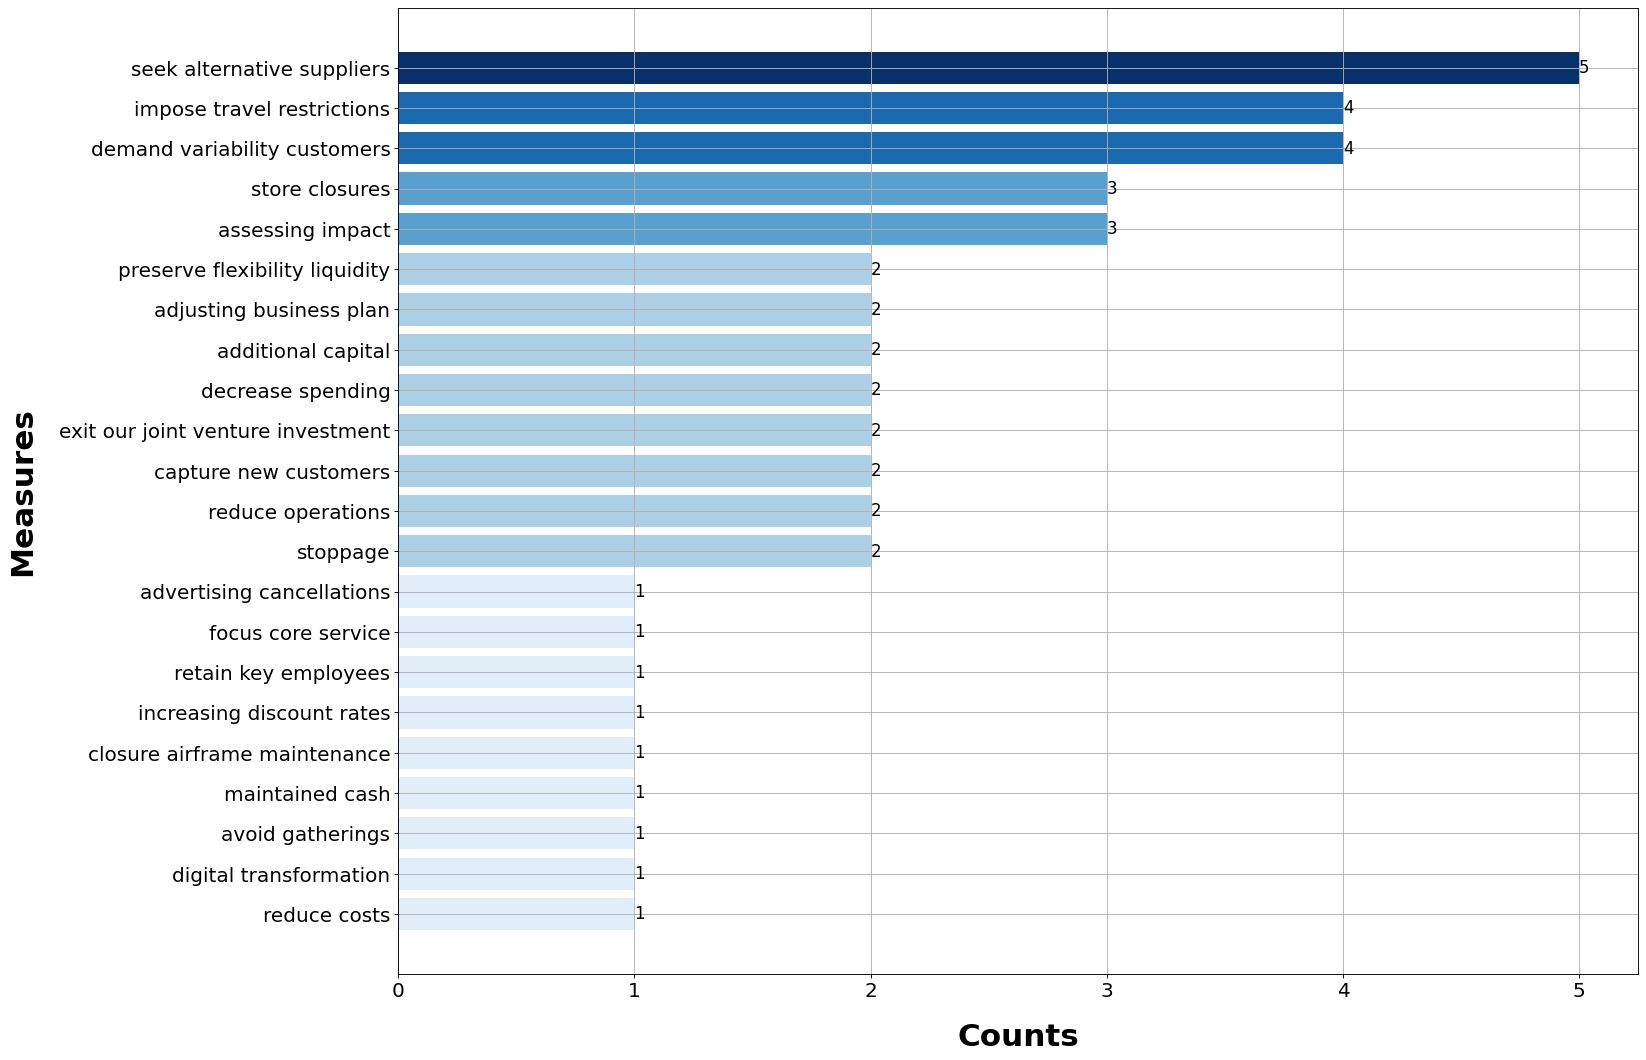 seek alternative suppliers 5
impose travel restrictions 4
demand variability customers 4
store closures 3
assessing impact 3
preserve flexibility liquidity 2
adjusting business plan 2
additional capital 2
decrease spending 2
exit our joint venture investment 2
capture new customers 2
reduce operations 2
stoppage 2
advertising cancellations 1
focus core service 1
retain key employees 1
increasing discount rates 1
closure airframe maintenance 1
maintained cash 1
avoid gatherings 1
digital transformation 1
reduce costs 1
Measures
0 1 2 3 4 5
Counts